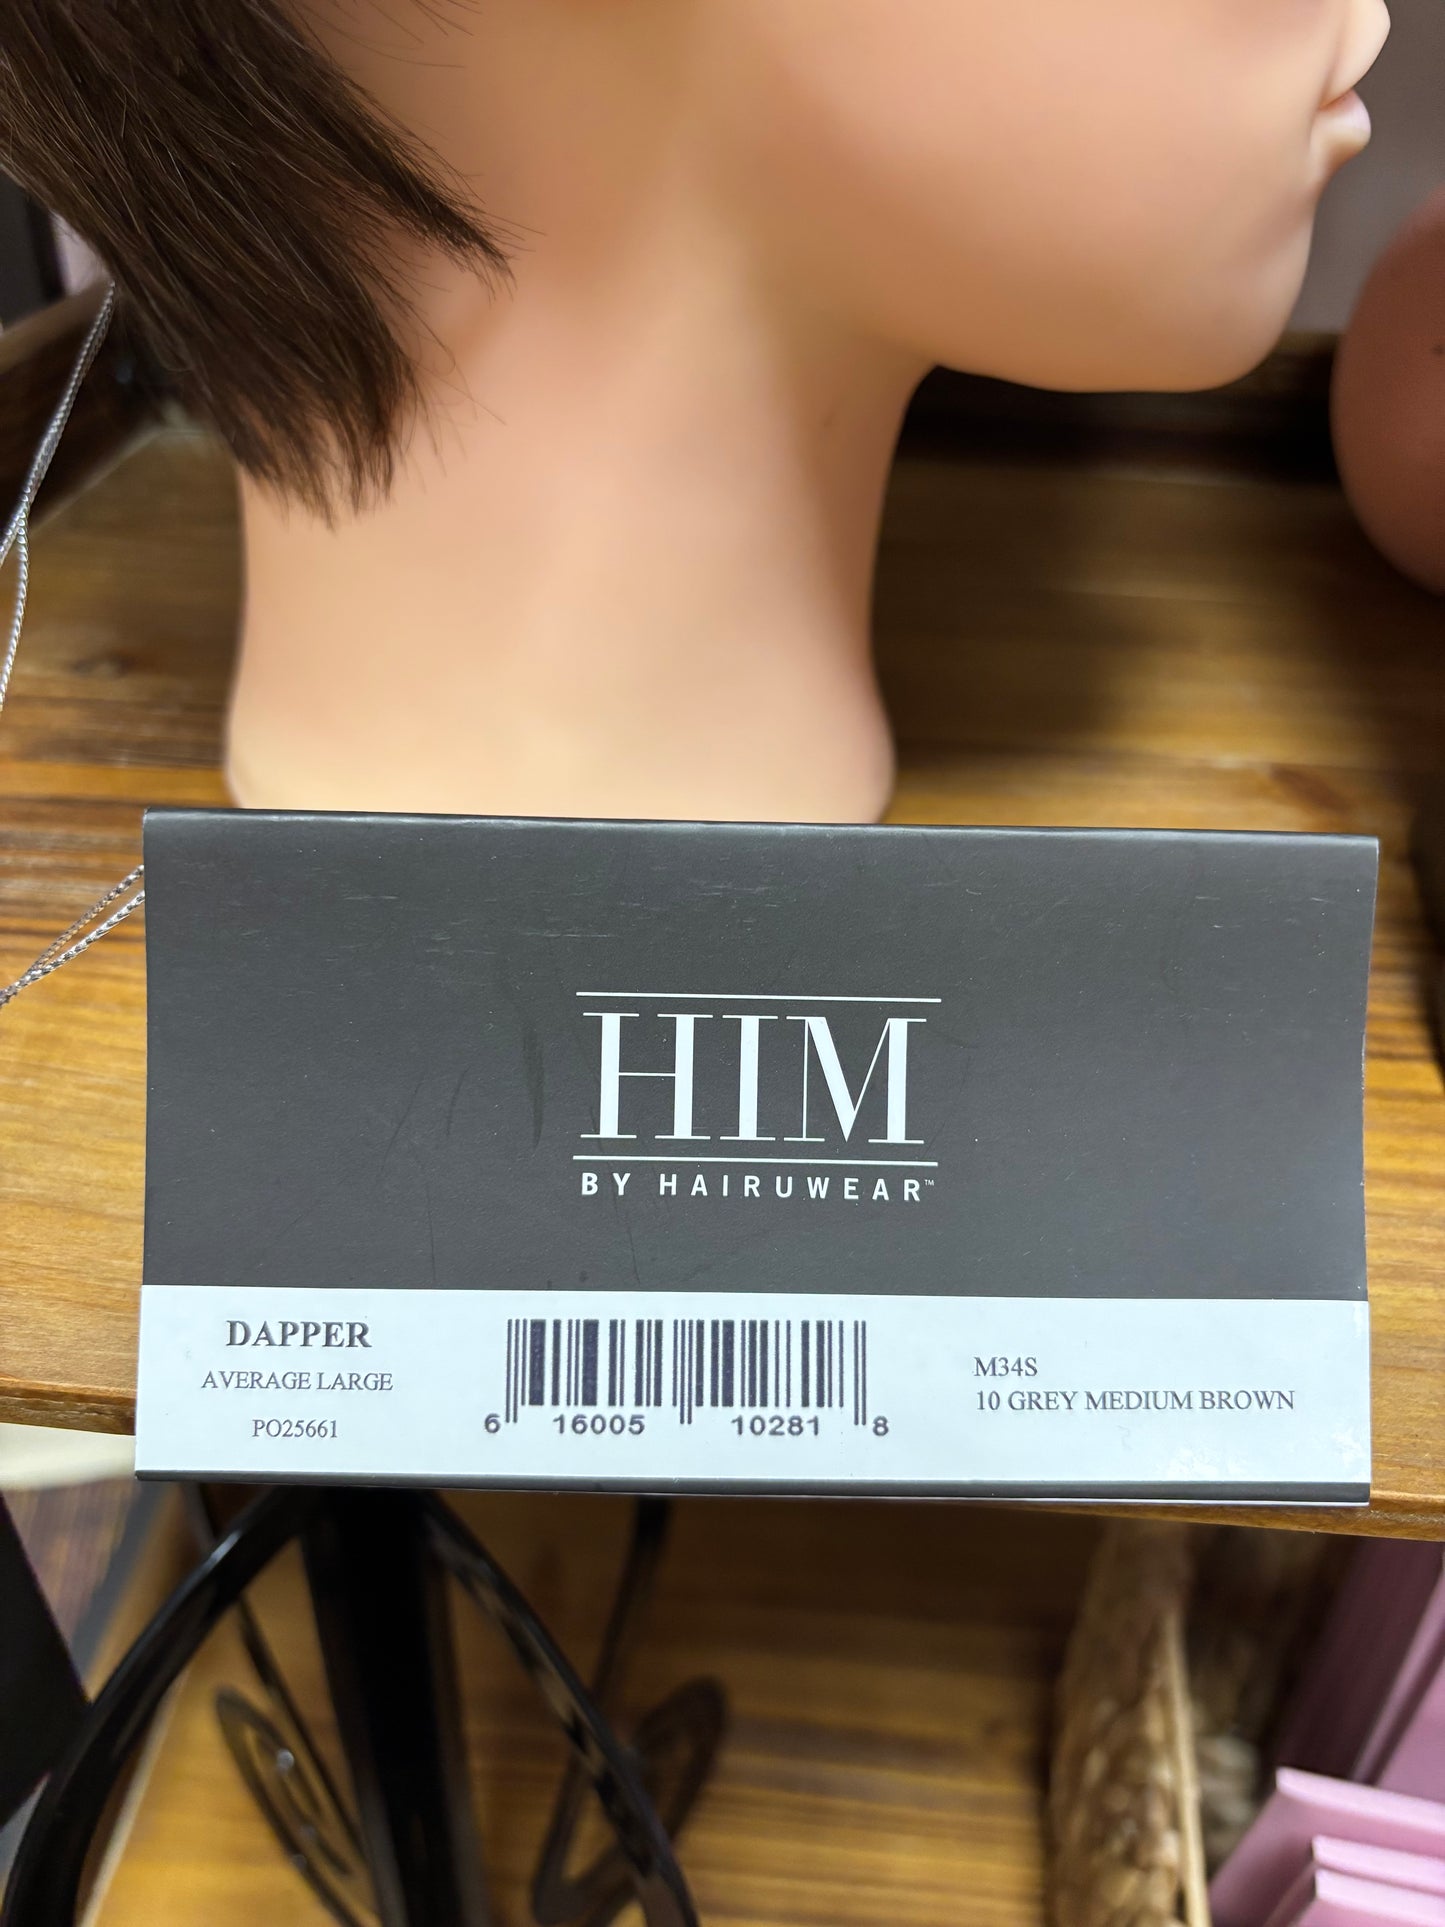 HIM
BY HAIRUWEAR™
DAPPER
AVERAGE LARGE
PO25661
6 16005 10281 8
M34S
10 GREY MEDIUM BROWN